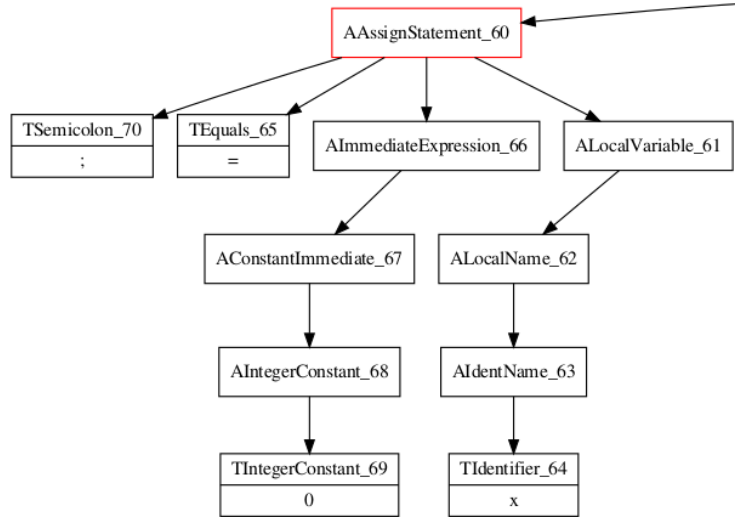 AAssignStatement_60
TSemicolon_70
;
TEquals_65
=
AImmediateExpression_66
ALocalVariable_61
AConstantImmediate_67
ALocalName_62
AIntegerConstant_68
AIdentName_63
TIntegerConstant_69
0
TIdentifier_64
x